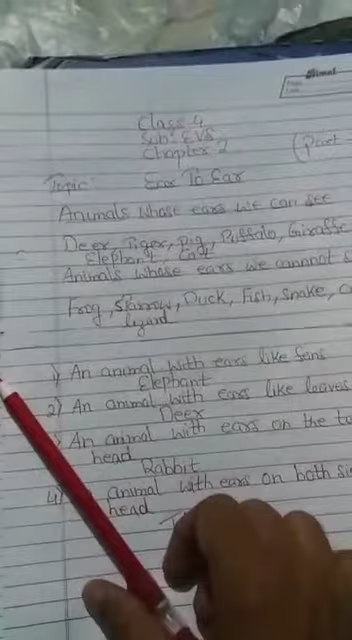 Class 4
Sub: EVS
Chapter 2
(Part
Topic: Ear To Ear
Animals whose ears we can see
Deer, Tiger, pig, Buffalo, Giraffe
Elephant, Cat
Animals whose ears we cannnot s
Frog, Duck, Fish, snake,
lizard
1) An animal with ears like fans
Elephant
2) An animal with ears like leaves
Deer
) An animal with ears on the to
head
Rabbit
4) animal with ears on both si
head